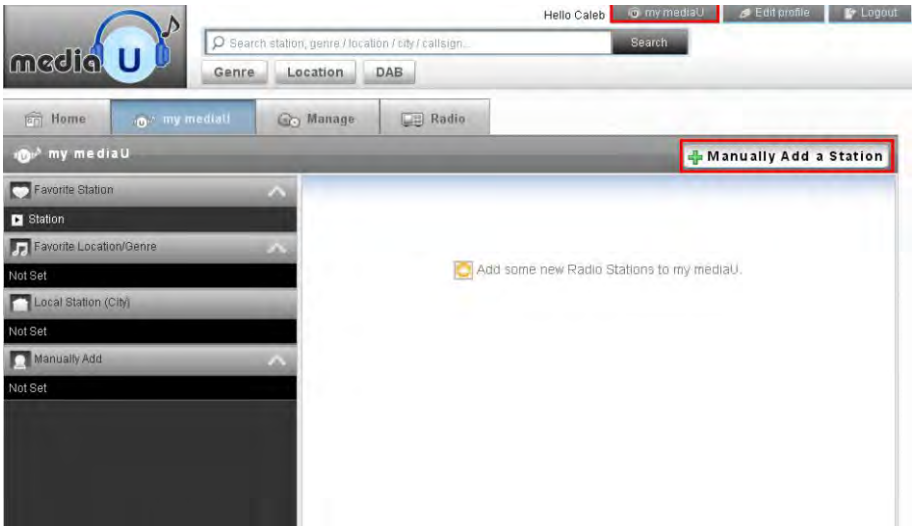 Hello Caleb my mediaU Edit profile Logout
media U
Search station, genre / location / city / callsign...
Search
Genre Location DAB
Home my mediaU Manage Radio
my mediaU
Manually Add a Station
Favorite Station
Station
Favorite Location/Genre
Not Set
Local Station (City)
Not Set
Manually Add
Not Set
Add some new Radio Stations to my mediaU.